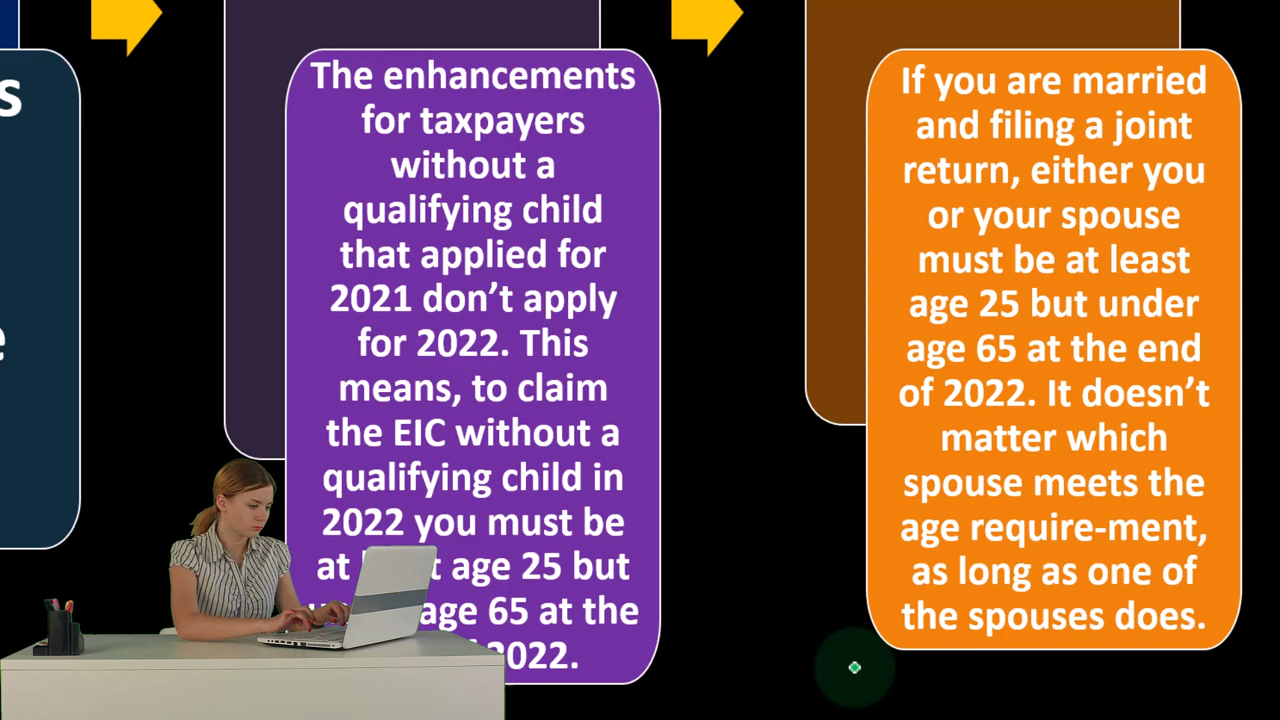 s
e
The enhancements
for taxpayers
without a
qualifying child
that applied for
2021 don’t apply
for 2022. This
means, to claim
the EIC without a
qualifying child in
2022 you must be
at age 25 but
age 65 at the
2022.
If you are married
and filing a joint
return, either you
or your spouse
must be at least
age 25 but under
age 65 at the end
of 2022. It doesn’t
matter which
spouse meets the
age require-ment,
as long as one of
the spouses does.